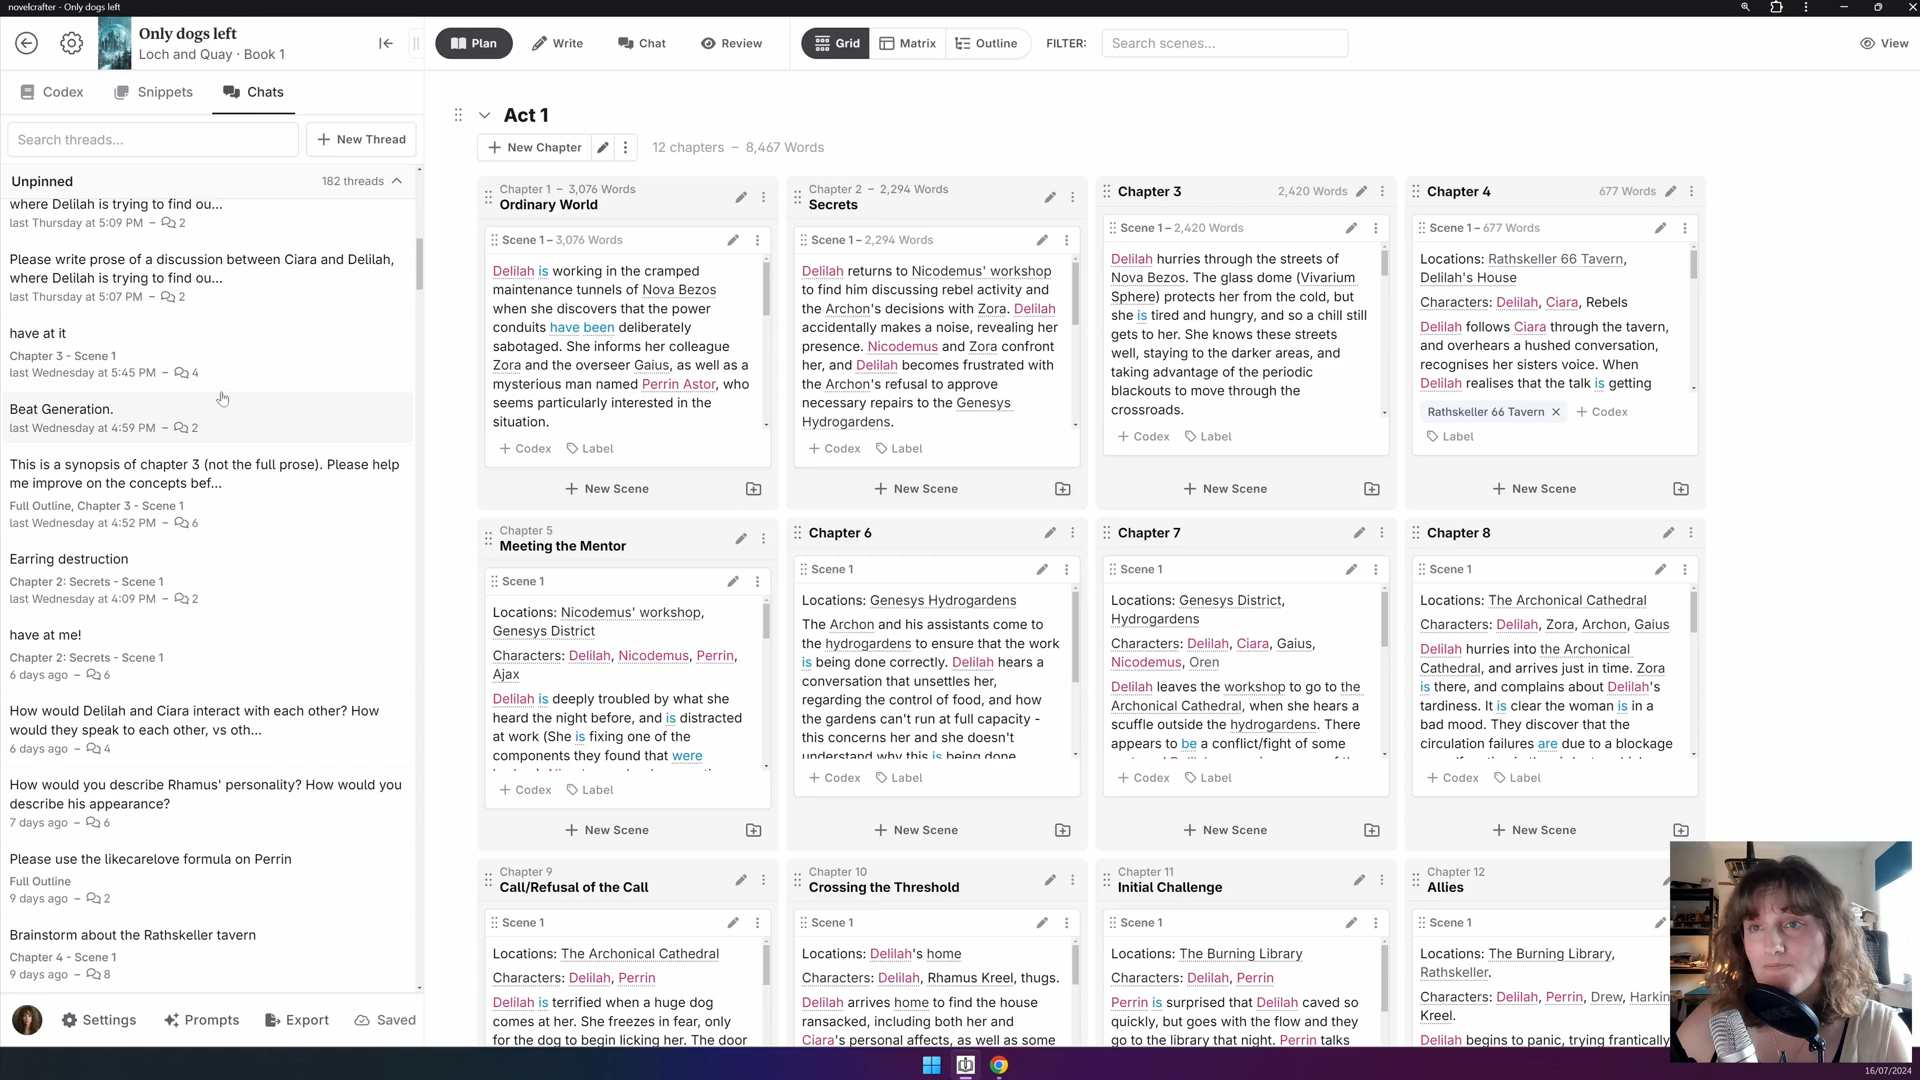 novelcrafter - Only dogs left
Only dogs left
Loch and Quay · Book 1
Plan
Write
Chat
Review
Grid
Matrix
Outline
FILTER:
Search scenes...
View
Codex
Snippets
Chats
Search threads...
New Thread
Unpinned
182 threads
where Delilah is trying to find ou...
last Thursday at 5:09 PM – 2
Please write prose of a discussion between Ciara and Delilah,
where Delilah is trying to find ou...
last Thursday at 5:07 PM – 2
have at it
Chapter 3 - Scene 1
last Wednesday at 5:45 PM – 4
Beat Generation.
last Wednesday at 4:59 PM – 2
This is a synopsis of chapter 3 (not the full prose). Please help
me improve on the concepts bef...
Full Outline, Chapter 3 - Scene 1
last Wednesday at 4:52 PM – 6
Earring destruction
Chapter 2: Secrets - Scene 1
last Wednesday at 4:09 PM – 2
have at me!
Chapter 2: Secrets - Scene 1
6 days ago – 6
How would Delilah and Ciara interact with each other? How
would they speak to each other, vs oth...
6 days ago – 4
How would you describe Rhamus' personality? How would you
describe his appearance?
7 days ago – 6
Please use the likecarelove formula on Perrin
Full Outline
9 days ago – 2
Brainstorm about the Rathskeller tavern
Chapter 4 - Scene 1
9 days ago – 8
Settings
Prompts
Export
Saved
Act 1
New Chapter
12 chapters – 8,467 Words
Chapter 1 – 3,076 Words
Ordinary World
Scene 1 – 3,076 Words
Delilah is working in the cramped
maintenance tunnels of Nova Bezos
when she discovers that the power
conduits have been deliberately
sabotaged. She informs her colleague
Zora and the overseer Gaius, as well as a
mysterious man named Perrin Astor, who
seems particularly interested in the
situation.
+ Codex
Label
+ New Scene
Chapter 2 – 2,294 Words
Secrets
Scene 1 – 2,294 Words
Delilah returns to Nicodemus' workshop
to find him discussing rebel activity and
the Archon's decisions with Zora. Delilah
accidentally makes a noise, revealing her
presence. Nicodemus and Zora confront
her, and Delilah becomes frustrated with
the Archon's refusal to approve
necessary repairs to the Genesys
Hydrogardens.
+ Codex
Label
+ New Scene
Chapter 3
2,420 Words
Scene 1 – 2,420 Words
Delilah hurries through the streets of
Nova Bezos. The glass dome (Vivarium
Sphere) protects her from the cold, but
she is tired and hungry, and so a chill still
gets to her. She knows these streets
well, staying to the darker areas, and
taking advantage of the periodic
blackouts to move through the
crossroads.
+ Codex
Label
+ New Scene
Chapter 4
677 Words
Scene 1 – 677 Words
Locations: Rathskeller 66 Tavern,
Delilah's House
Characters: Delilah, Ciara, Rebels
Delilah follows Ciara through the tavern,
and overhears a hushed conversation,
recognises her sisters voice. When
Delilah realises that the talk is getting
Rathskeller 66 Tavern ×
+ Codex
Label
+ New Scene
Chapter 5
Meeting the Mentor
Scene 1
Locations: Nicodemus' workshop,
Genesys District
Characters: Delilah, Nicodemus, Perrin,
Ajax
Delilah is deeply troubled by what she
heard the night before, and is distracted
at work (She is fixing one of the
components they found that were
+ Codex
Label
+ New Scene
Chapter 6
Scene 1
Locations: Genesys Hydrogardens
The Archon and his assistants come to
the hydrogardens to ensure that the work
is being done correctly. Delilah hears a
conversation that unsettles her,
regarding the control of food, and how
the gardens can't run at full capacity -
this concerns her and she doesn't
understand why this is being done
+ Codex
Label
+ New Scene
Chapter 7
Scene 1
Locations: Genesys District,
Hydrogardens
Characters: Delilah, Ciara, Gaius,
Nicodemus, Oren
Delilah leaves the workshop to go to the
Archonical Cathedral, when she hears a
scuffle outside the hydrogardens. There
appears to be a conflict/fight of some
+ Codex
Label
+ New Scene
Chapter 8
Scene 1
Locations: The Archonical Cathedral
Characters: Delilah, Zora, Archon, Gaius
Delilah hurries into the Archonical
Cathedral, and arrives just in time. Zora
is there, and complains about Delilah's
tardiness. It is clear the woman is in a
bad mood. They discover that the
circulation failures are due to a blockage
+ Codex
Label
+ New Scene
Chapter 9
Call/Refusal of the Call
Scene 1
Locations: The Archonical Cathedral
Characters: Delilah, Perrin
Delilah is terrified when a huge dog
comes at her. She freezes in fear, only
for the dog to begin licking her. The door
Chapter 10
Crossing the Threshold
Scene 1
Locations: Delilah's home
Characters: Delilah, Rhamus Kreel, thugs.
Delilah arrives home to find the house
ransacked, including both her and
Ciara's personal affects, as well as some
Chapter 11
Initial Challenge
Scene 1
Locations: The Burning Library
Characters: Delilah, Perrin
Perrin is surprised that Delilah caved so
quickly, but goes with the flow and they
go to the library that night. Perrin talks
Chapter 12
Allies
Scene 1
Locations: The Burning Library,
Rathskeller.
Characters: Delilah, Perrin, Drew, Harkin
Kreel.
Delilah begins to panic, trying frantically
16/07/2024